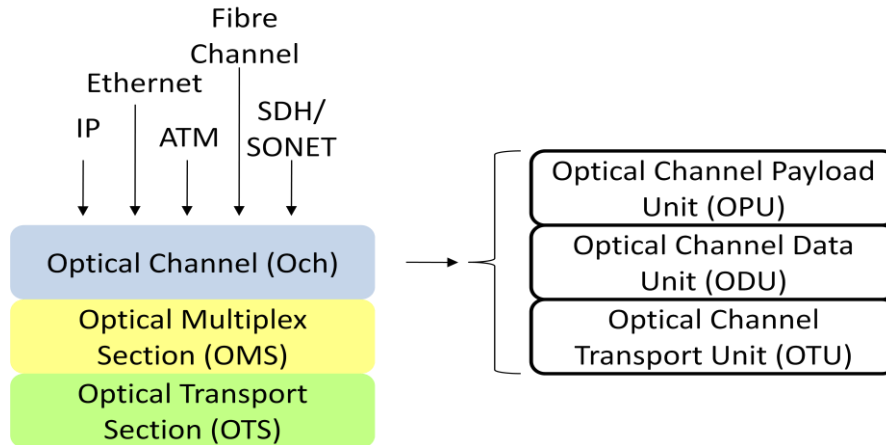 Fibre
Channel
Ethernet
SDH/
SONET
IP
ATM
Optical Channel (Och)
Optical Multiplex
Section (OMS)
Optical Transport
Section (OTS)
Optical Channel Payload
Unit (OPU)
Optical Channel Data
Unit (ODU)
Optical Channel
Transport Unit (OTU)